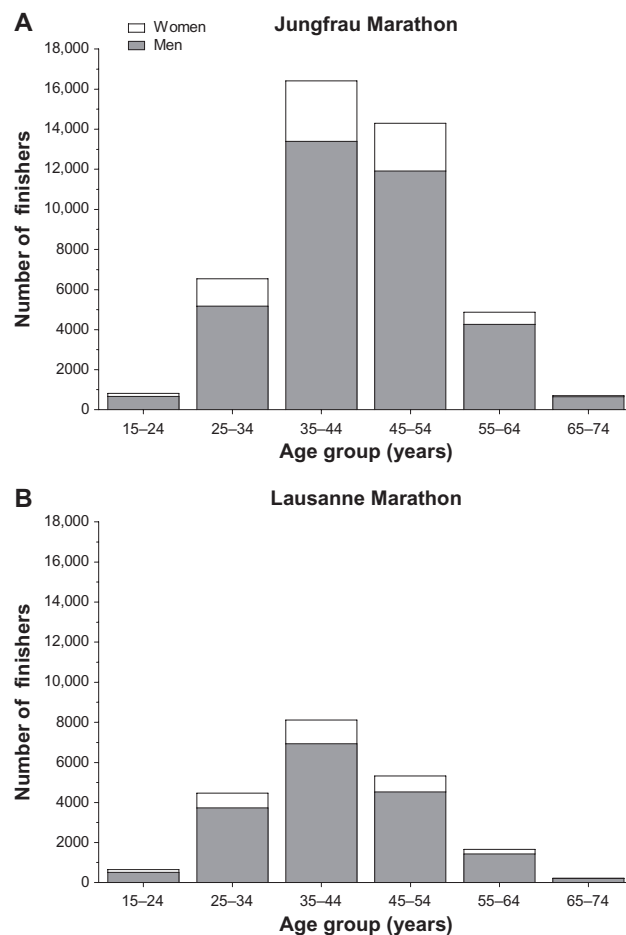 A
Jungfrau Marathon
Women
Men
18,000
16,000
14,000
12,000
10,000
8000
6000
4000
2000
0
Number of finishers
15–24 25–34 35–44 45–54 55–64 65–74
Age group (years)
B
Lausanne Marathon
18,000
16,000
14,000
12,000
10,000
8000
6000
4000
2000
0
Number of finishers
15–24 25–34 35–44 45–54 55–64 65–74
Age group (years)